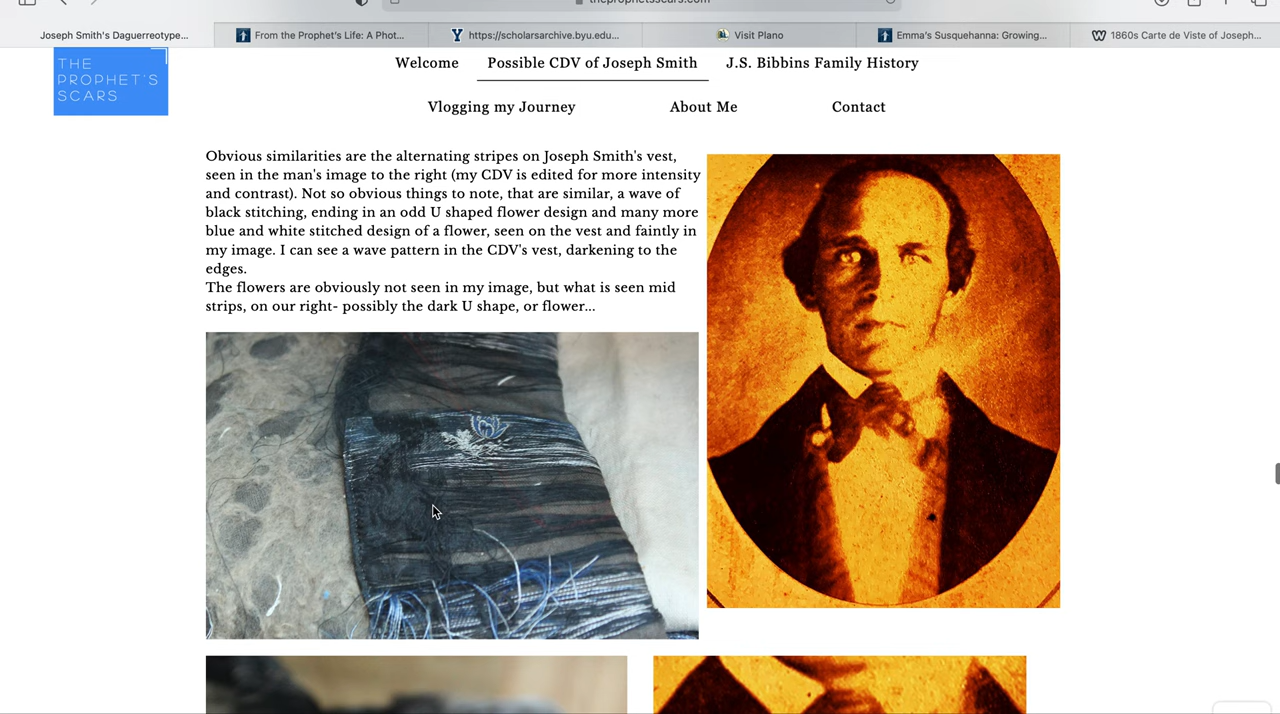 theprophetsscars.com
Joseph Smith's Daguerreotype...
From the Prophet's Life: A Phot...
https://scholarsarchive.byu.edu...
Visit Plano
Emma's Susquehanna: Growing...
1860s Carte de Viste of Joseph...
THE
PROPHET'S
SCARS
Welcome
Possible CDV of Joseph Smith
J.S. Bibbins Family History
Vlogging my Journey
About Me
Contact
Obvious similarities are the alternating stripes on Joseph Smith's vest,
seen in the man's image to the right (my CDV is edited for more intensity
and contrast). Not so obvious things to note, that are similar, a wave of
black stitching, ending in an odd U shaped flower design and many more
blue and white stitched design of a flower, seen on the vest and faintly in
my image. I can see a wave pattern in the CDV's vest, darkening to the
edges.
The flowers are obviously not seen in my image, but what is seen mid
strips, on our right- possibly the dark U shape, or flower...